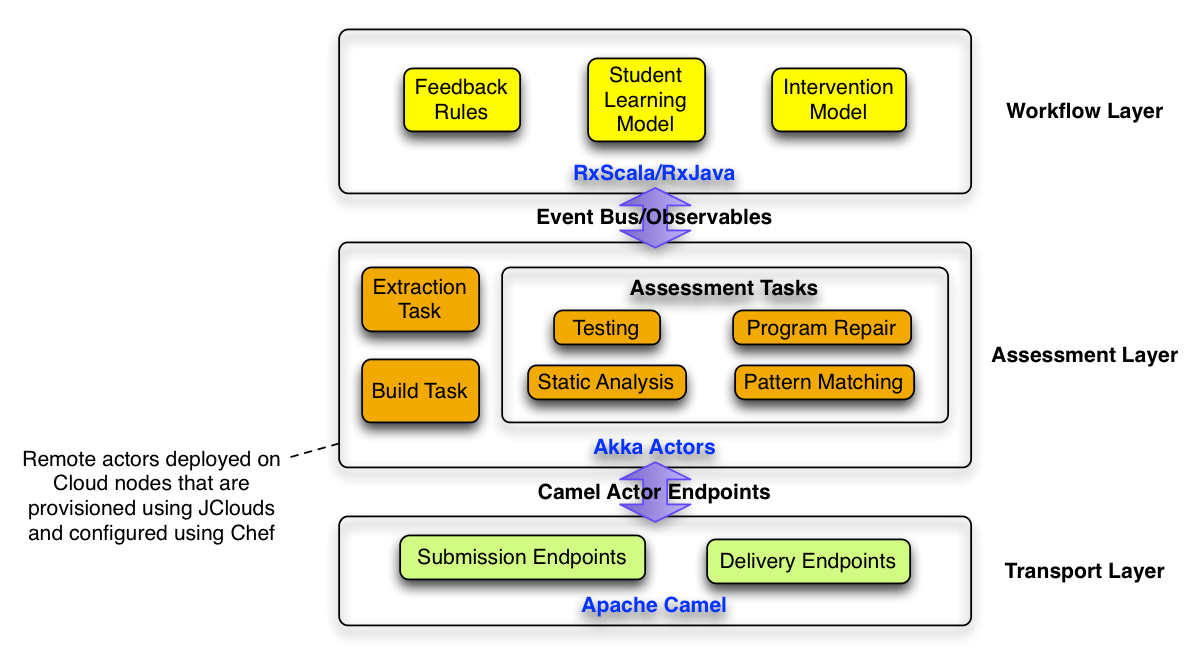 Feedback
Rules
Student
Learning
Model
Intervention
Model
Workflow Layer
RxScala/RxJava
Event Bus/Observables
Extraction
Task
Build Task
Assessment Tasks
Testing
Program Repair
Static Analysis
Pattern Matching
Assessment Layer
Akka Actors
Remote actors deployed on
Cloud nodes that are
provisioned using JClouds
and configured using Chef
Camel Actor Endpoints
Submission Endpoints
Delivery Endpoints
Transport Layer
Apache Camel